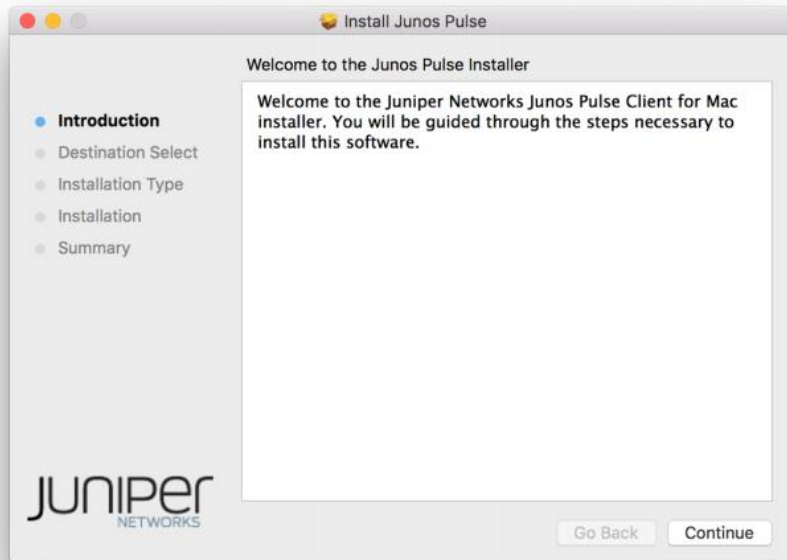 Install Junos Pulse
Welcome to the Junos Pulse Installer
Introduction
Destination Select
Installation Type
Installation
Summary
Welcome to the Juniper Networks Junos Pulse Client for Mac
installer. You will be guided through the steps necessary to
install this software.
JUNIPer
NETWORKS
Go Back
Continue